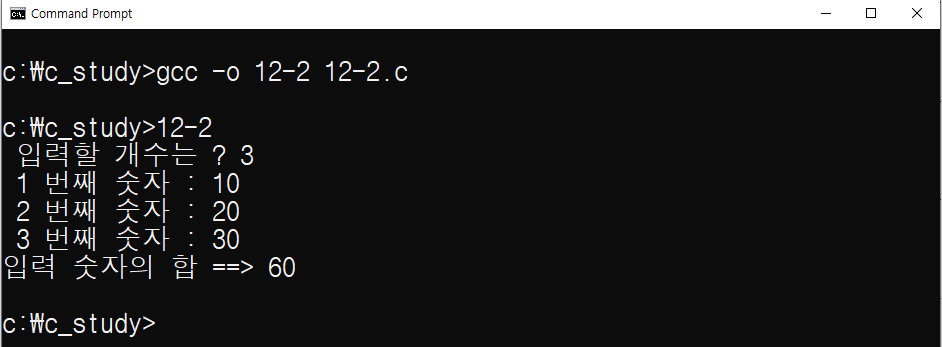 Command Prompt
c:₩c_study>gcc -o 12-2 12-2.c
c:₩c_study>12-2
입력할 개수는 ? 3
1 번째 숫자 : 10
2 번째 숫자 : 20
3 번째 숫자 : 30
입력 숫자의 합 ==> 60
c:₩c_study>